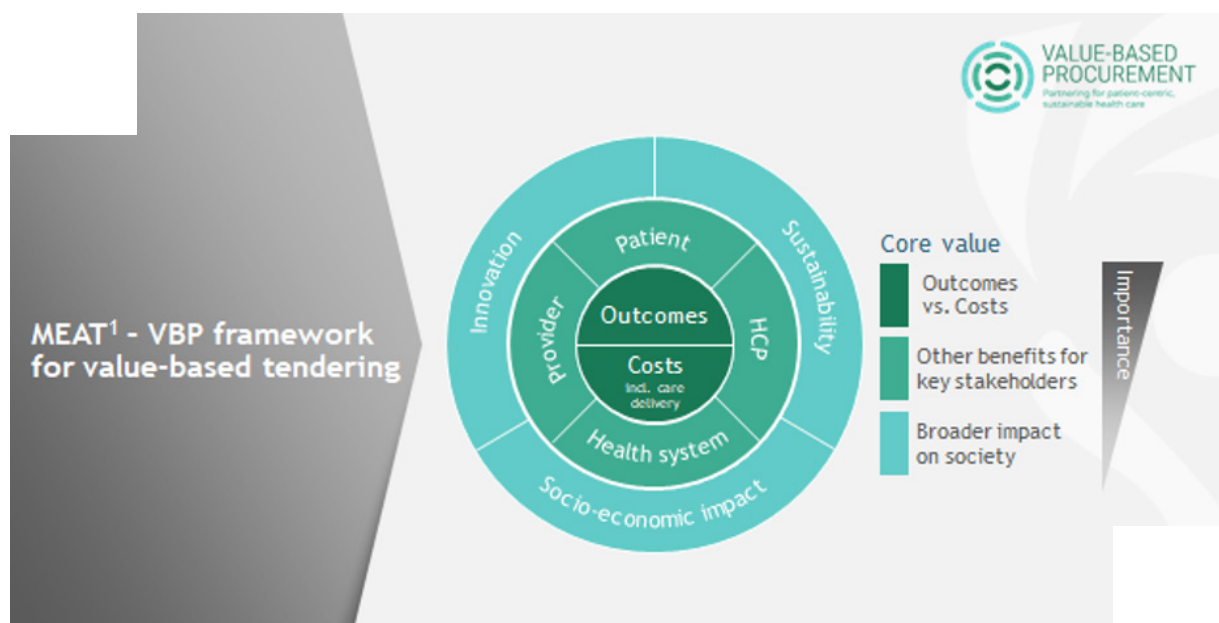 VALUE-BASED
PROCUREMENT
Partnering for patient-centric,
sustainable health care
MEAT¹ - VBP framework
for value-based tendering
Innovation
Sustainability
Socio-economic impact
Patient
Provider
HCP
Health system
Outcomes
Costs
incl. care
delivery
Core value
Outcomes
vs. Costs
Other benefits for
key stakeholders
Broader impact
on society
Importance